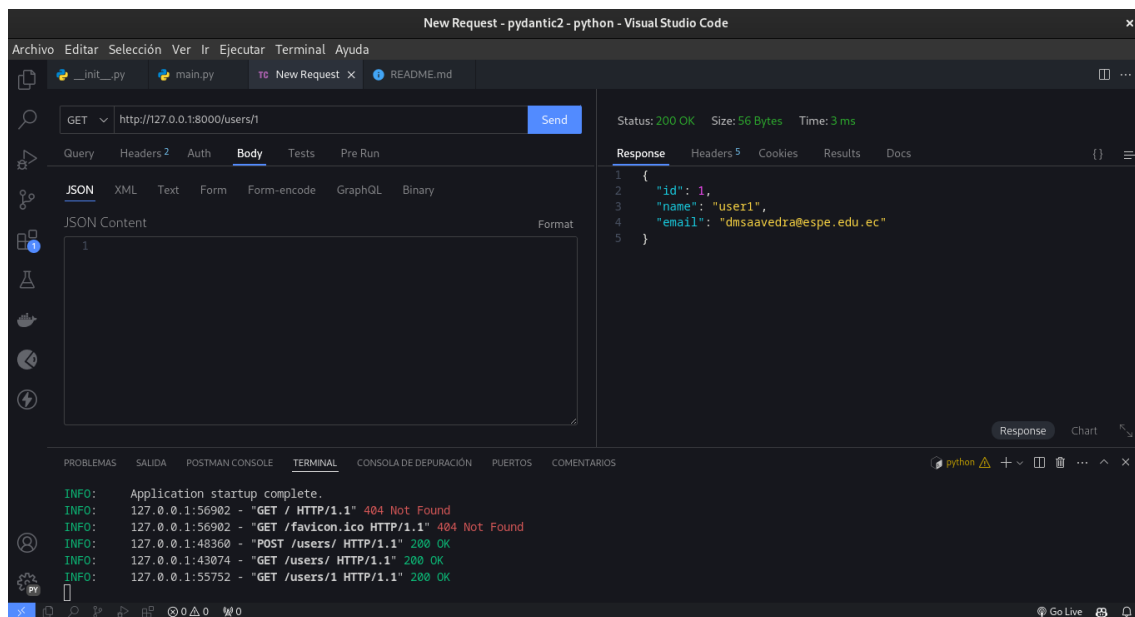 New Request - pydantic2 - python - Visual Studio Code
Archivo Editar Selección Ver Ir Ejecutar Terminal Ayuda
__init__.py main.py TC New Request README.md
GET http://127.0.0.1:8000/users/1 Send
Status: 200 OK Size: 56 Bytes Time: 3 ms
Query Headers 2 Auth Body Tests Pre Run
Response Headers 5 Cookies Results Docs {}
JSON XML Text Form Form-encode GraphQL Binary
JSON Content Format
1
1 {
2 "id": 1,
3 "name": "user1",
4 "email": "dmsaavedra@espe.edu.ec"
5 }
1
Response Chart
PROBLEMAS SALIDA POSTMAN CONSOLE TERMINAL CONSOLA DE DEPURACIÓN PUERTOS COMENTARIOS
python
INFO: Application startup complete.
INFO: 127.0.0.1:56902 - "GET / HTTP/1.1" 404 Not Found
INFO: 127.0.0.1:56902 - "GET /favicon.ico HTTP/1.1" 404 Not Found
INFO: 127.0.0.1:48360 - "POST /users/ HTTP/1.1" 200 OK
INFO: 127.0.0.1:43074 - "GET /users/ HTTP/1.1" 200 OK
INFO: 127.0.0.1:55752 - "GET /users/1 HTTP/1.1" 200 OK
PY
0 0 0 Go Live